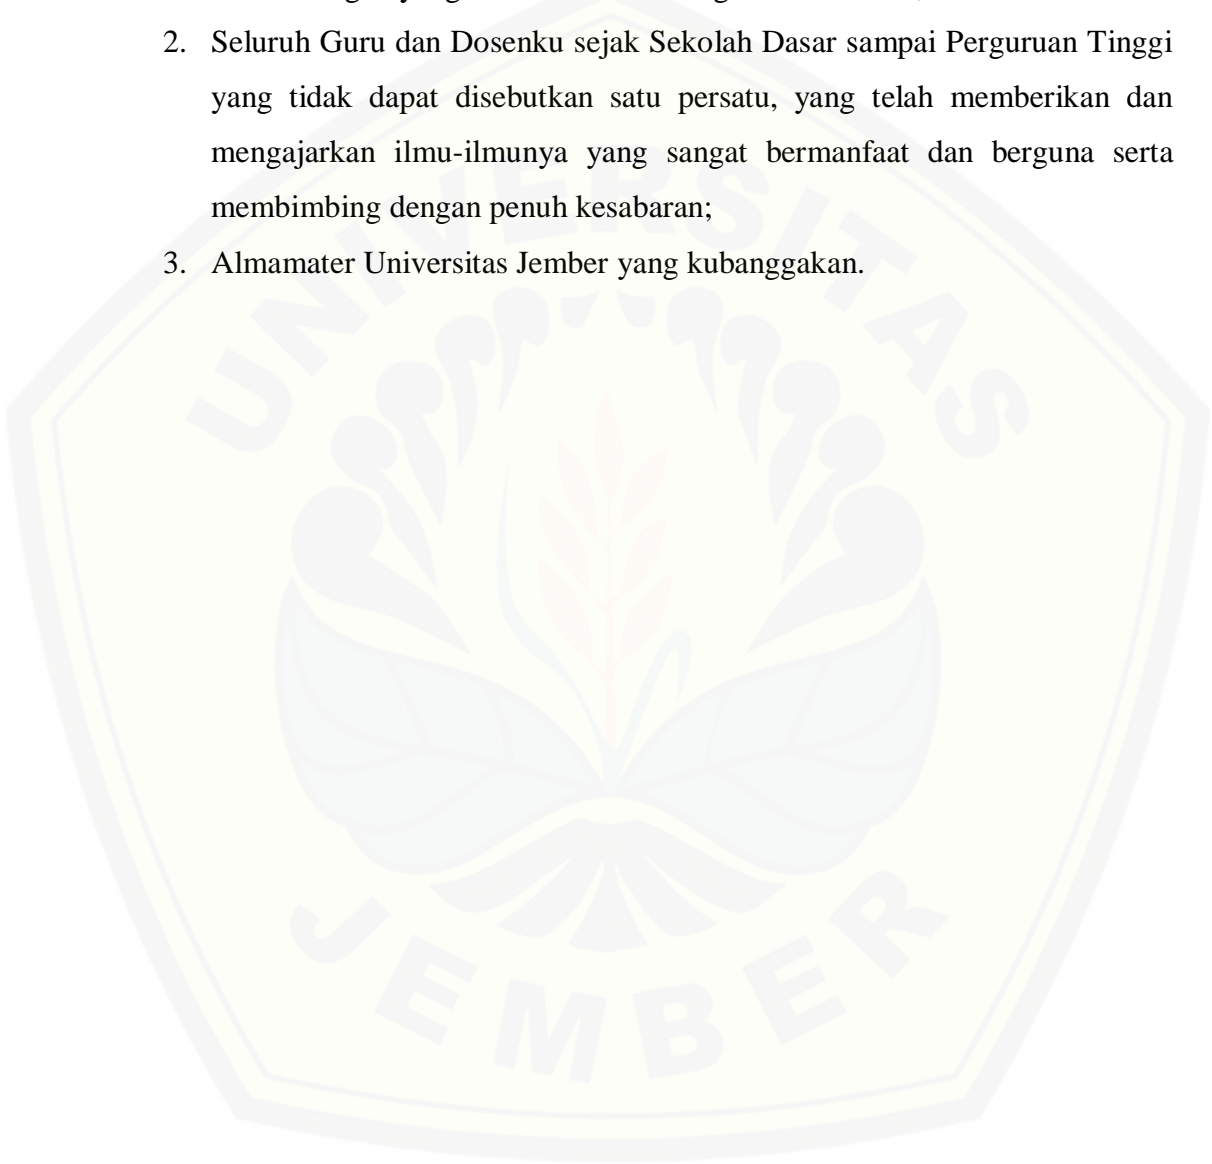 2. Seluruh Guru dan Dosenku sejak Sekolah Dasar sampai Perguruan Tinggi
yang tidak dapat disebutkan satu persatu, yang telah memberikan dan
mengajarkan ilmu-ilmunya yang sangat bermanfaat dan berguna serta
membimbing dengan penuh kesabaran;
3. Almamater Universitas Jember yang kubanggakan.
UNIVERSITAS
JEMBER